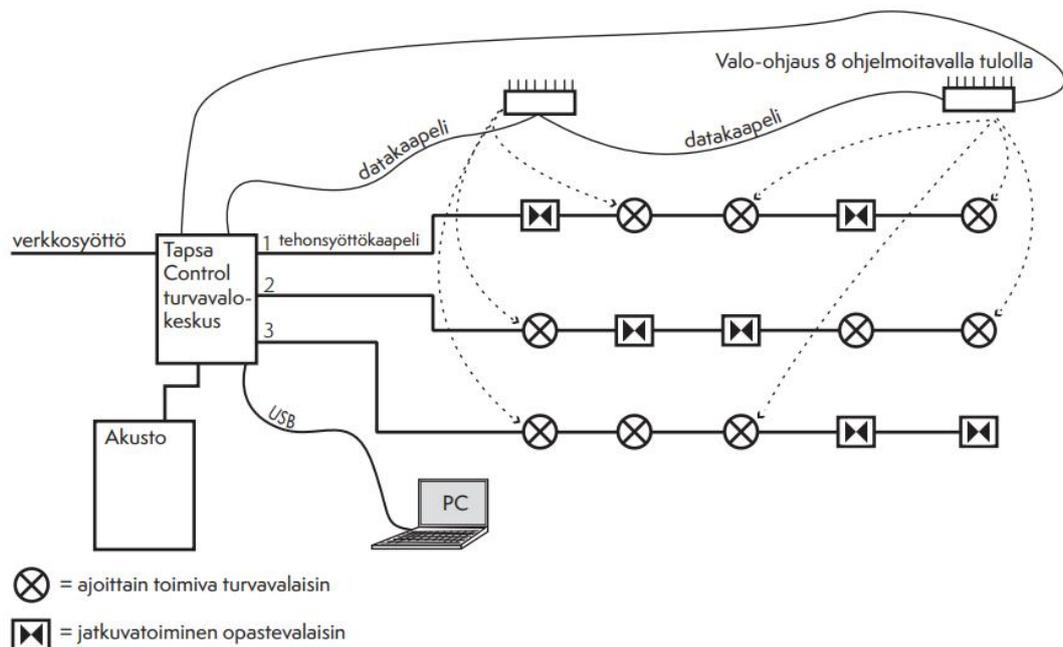 Valo-ohjaus 8 ohjelmoitavalla tulolla
datakaapeli
datakaapeli
verkkosyöttö
Tapsa
Control
turvavalo-
keskus
1 tehonsyöttökaapeli
2
3
USB
Akusto
PC
= ajoittain toimiva turvavalaisin
= jatkuvatoiminen opastevalaisin